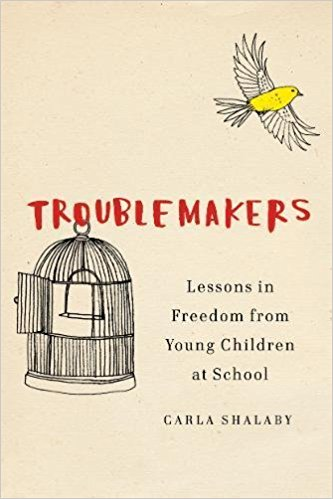 TROUBLEMAKERS
Lessons in
Freedom from
Young Children
at School
CARLA SHALABY